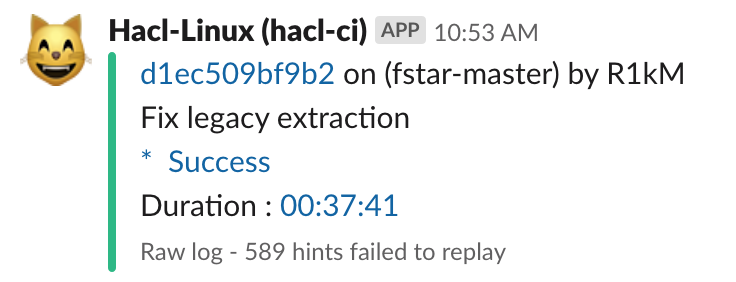 Hacl-Linux (hacl-ci) APP 10:53 AM
d1ec509bf9b2 on (fstar-master) by R1kM
Fix legacy extraction
* Success
Duration : 00:37:41
Raw log - 589 hints failed to replay